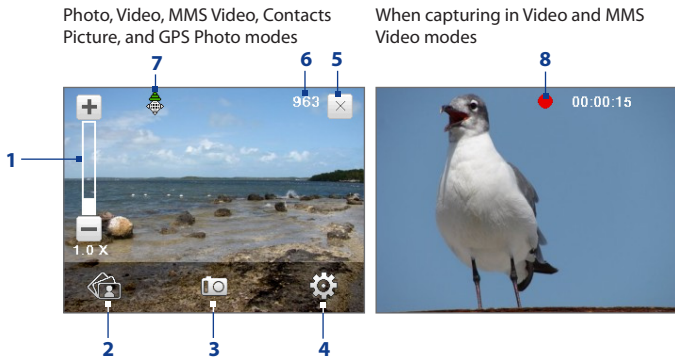 Photo, Video, MMS Video, Contacts
Picture, and GPS Photo modes
When capturing in Video and MMS
Video modes
7
6
5
8
963
00:00:15
1
1.0 X
2
3
4